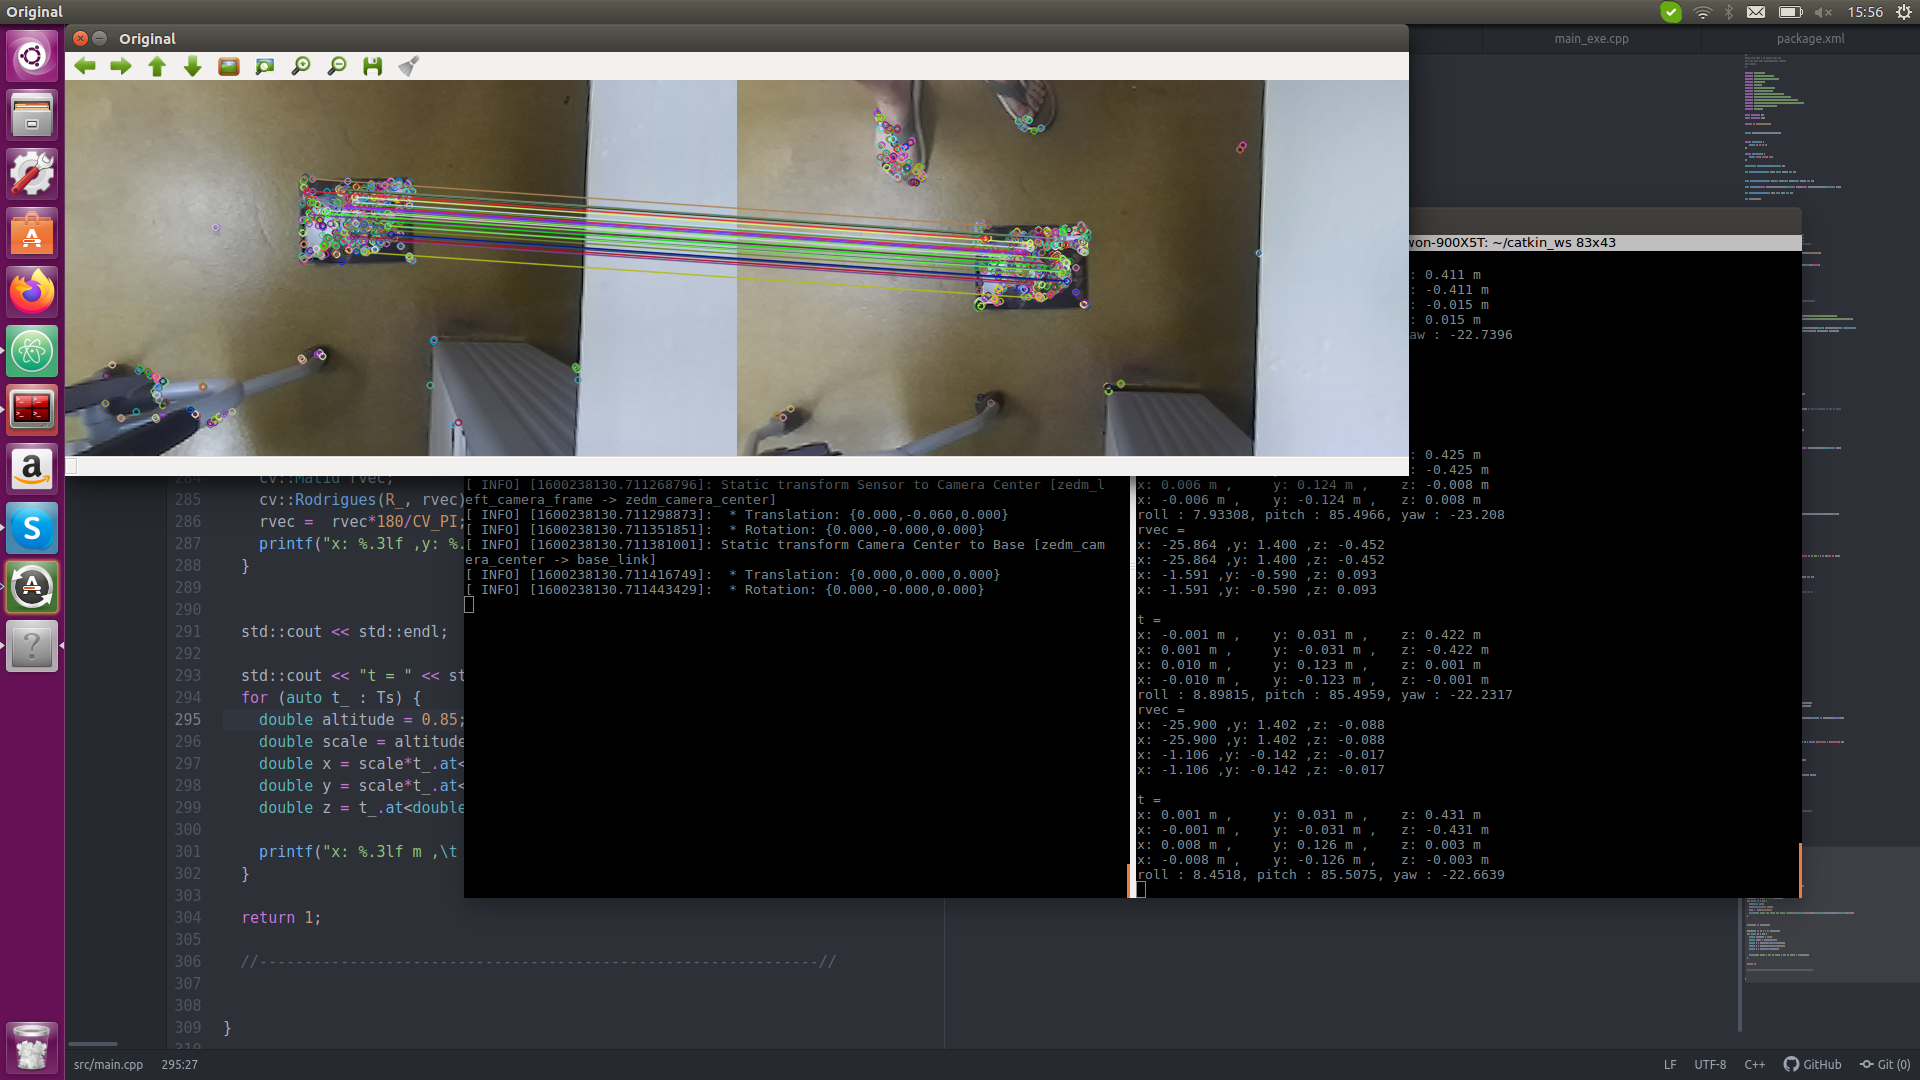 Original
15:56
Original
main_exe.cpp
package.xml
won-900X5T: ~/catkin_ws 83x43
: 0.411 m
: -0.411 m
: -0.015 m
: 0.015 m
aw : -22.7396
: 0.425 m
: -0.425 m
x: 0.006 m , y: 0.124 m , z: -0.008 m
x: -0.006 m , y: -0.124 m , z: 0.008 m
roll : 7.93308, pitch : 85.4966, yaw : -23.208
rvec =
x: -25.864 ,y: 1.400 ,z: -0.452
x: -25.864 ,y: 1.400 ,z: -0.452
x: -1.591 ,y: -0.590 ,z: 0.093
x: -1.591 ,y: -0.590 ,z: 0.093
t =
x: -0.001 m , y: 0.031 m , z: 0.422 m
x: 0.001 m , y: -0.031 m , z: -0.422 m
x: 0.010 m , y: 0.123 m , z: 0.001 m
x: -0.010 m , y: -0.123 m , z: -0.001 m
roll : 8.89815, pitch : 85.4959, yaw : -22.2317
rvec =
x: -25.900 ,y: 1.402 ,z: -0.088
x: -25.900 ,y: 1.402 ,z: -0.088
x: -1.106 ,y: -0.142 ,z: -0.017
x: -1.106 ,y: -0.142 ,z: -0.017
t =
x: 0.001 m , y: 0.031 m , z: 0.431 m
x: -0.001 m , y: -0.031 m , z: -0.431 m
x: 0.008 m , y: 0.126 m , z: 0.003 m
x: -0.008 m , y: -0.126 m , z: -0.003 m
roll : 8.4518, pitch : 85.5075, yaw : -22.6639
[ INFO] [1600238130.711268796]: Static transform Sensor to Camera Center [zedm_l
eft_camera_frame -> zedm_camera_center]
[ INFO] [1600238130.711298873]:  * Translation: {0.000,-0.060,0.000}
[ INFO] [1600238130.711351851]:  * Rotation: {0.000,-0.000,0.000}
[ INFO] [1600238130.711381001]: Static transform Camera Center to Base [zedm_cam
era_center -> base_link]
[ INFO] [1600238130.711416749]:  * Translation: {0.000,0.000,0.000}
[ INFO] [1600238130.711443429]:  * Rotation: {0.000,-0.000,0.000}
284 cv::Mat1d rvec;
285 cv::Rodrigues(R_, rvec)
286 rvec =  rvec*180/CV_PI;
287 printf("x: %.3lf ,y: %.
288 }
289
290
291 std::cout << std::endl;
292
293 std::cout << "t = " << st
294 for (auto t_ : Ts) {
295 double altitude = 0.85;
296 double scale = altitude
297 double x = scale*t_.at<
298 double y = scale*t_.at<
299 double z = t_.at<double
300
301 printf("x: %.3lf m ,\t
302 }
303
304 return 1;
305
306 //--------------------------------------------------------------//
307
308
309 }
310
src/main.cpp 295:27
LF UTF-8 C++ GitHub Git (0)